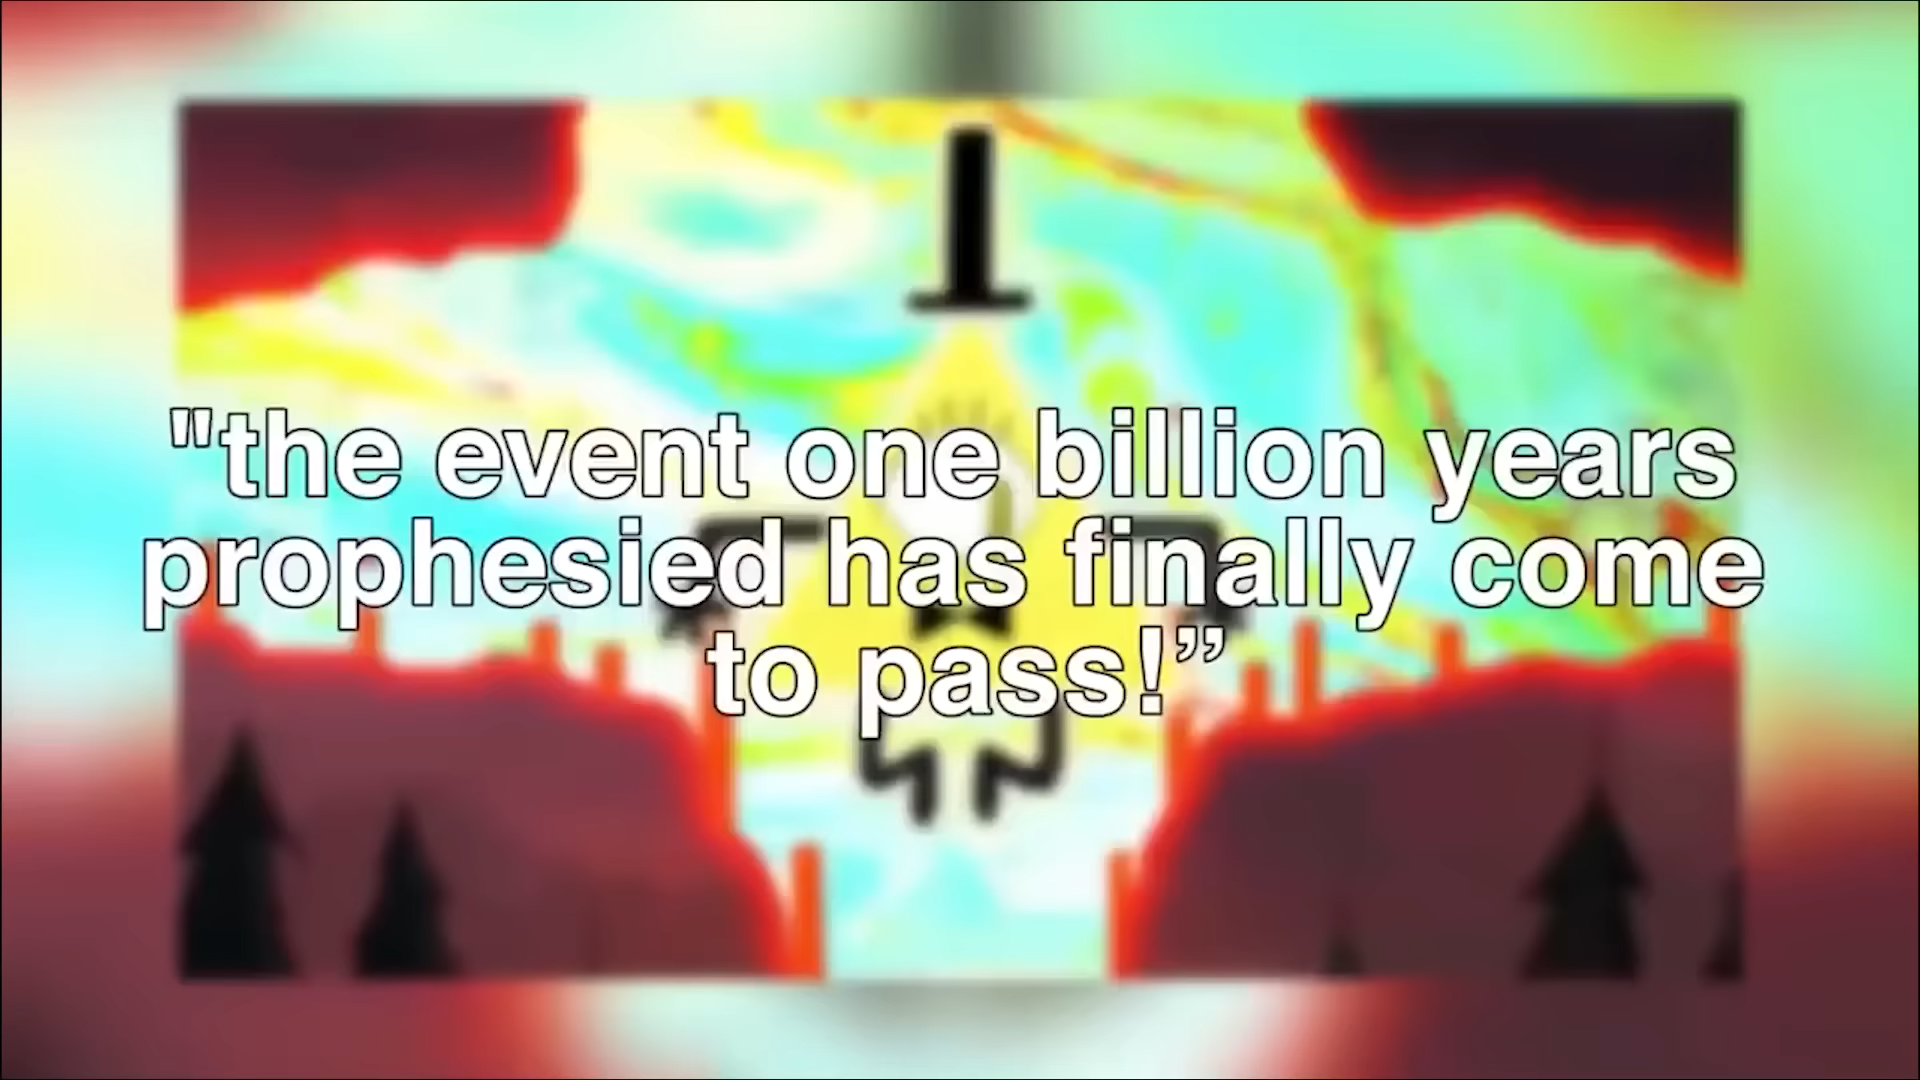 "the event one billion years
prophesied has finally come
to pass!”